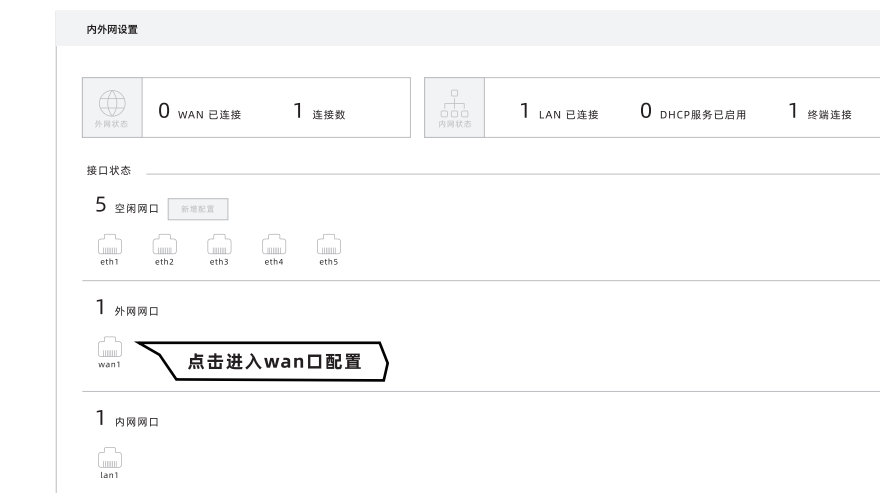 内外网设置
0 WAN 已连接 1 连接数 1 LAN 已连接 0 DHCP服务已启用 1 终端连接
外网状态 内网状态
接口状态
5 空闲网口 新增配置
eth1 eth2 eth3 eth4 eth5
1 外网网口
点击进入wan口配置
wan1
1 内网网口
lan1